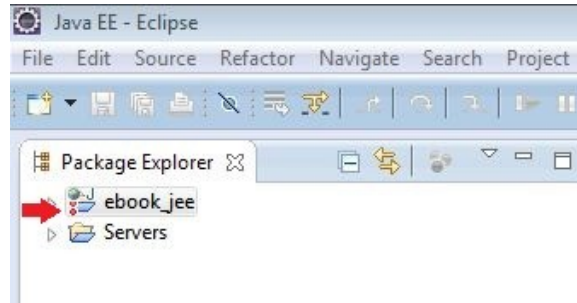 Java EE - Eclipse
File Edit Source Refactor Navigate Search Project
Package Explorer
ebook_jee
Servers